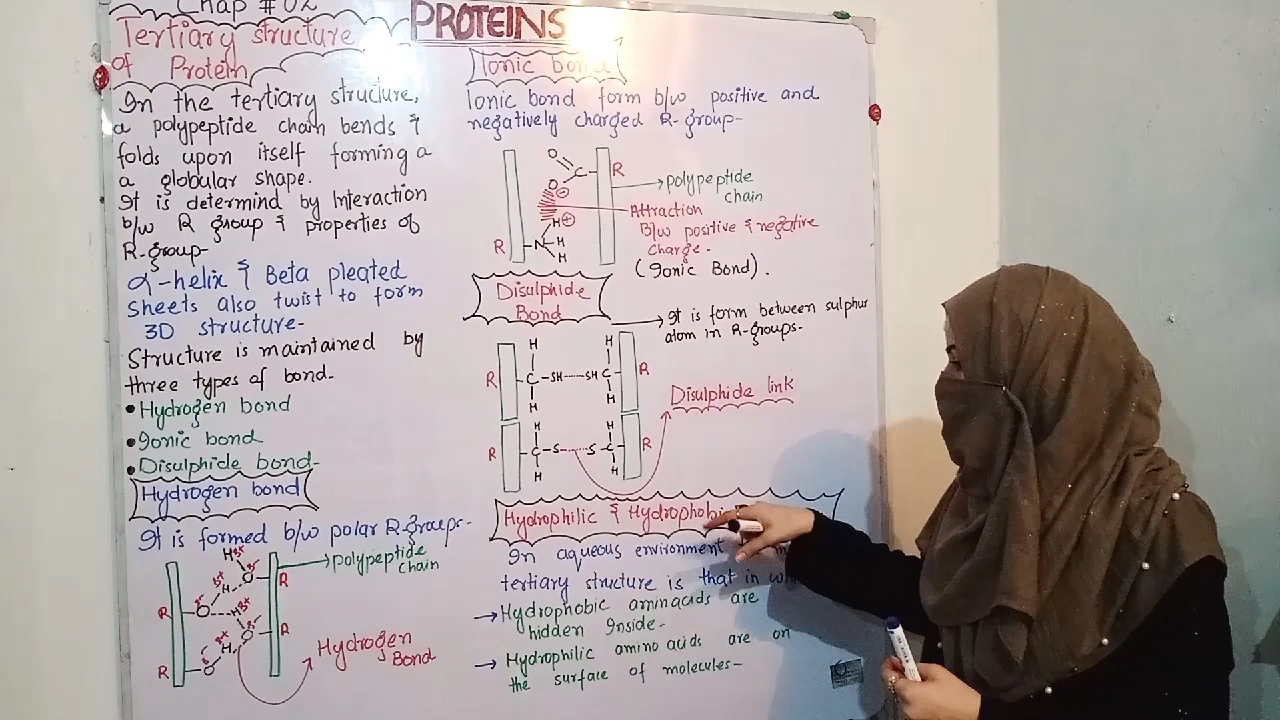 Chap #02
PROTEINS
Tertiary structure
of Protein
In the tertiary structure,
a polypeptide chain bends &
folds upon itself forming a
a globular shape.
It is determind by Interaction
b/w R group & properties of
R-group-
α-helix & Beta pleated
sheets also twist to form
3D structure-
Structure is maintained by
three types of bond-
• Hydrogen bond
• Ionic bond
• Disulphide bond-
Hydrogen bond
It is formed b/w polar R-groups-
polypeptide
chain
R
R
R
R
Hydrogen
Bond
Ionic bond
Ionic bond form b/w positive and
negatively charged R-group-
O
C
R
O
⊖
polypeptide
chain
Attraction
B/w positive & negative
charge-
H ⊕
R
N
H
H
(Ionic Bond).
Disulphide
Bond
It is form between sulphur
atom in R-groups-
H H
R C -SH-----SH C R
H H
Disulphide link
H H
R C -S-----S C R
H H
Hydrophilic &
In aqueous environment
tertiary structure is that in
→ Hydrophobic aminacids are
hidden Inside-
→ Hydrophilic amino acids are on
the surface of molecules-